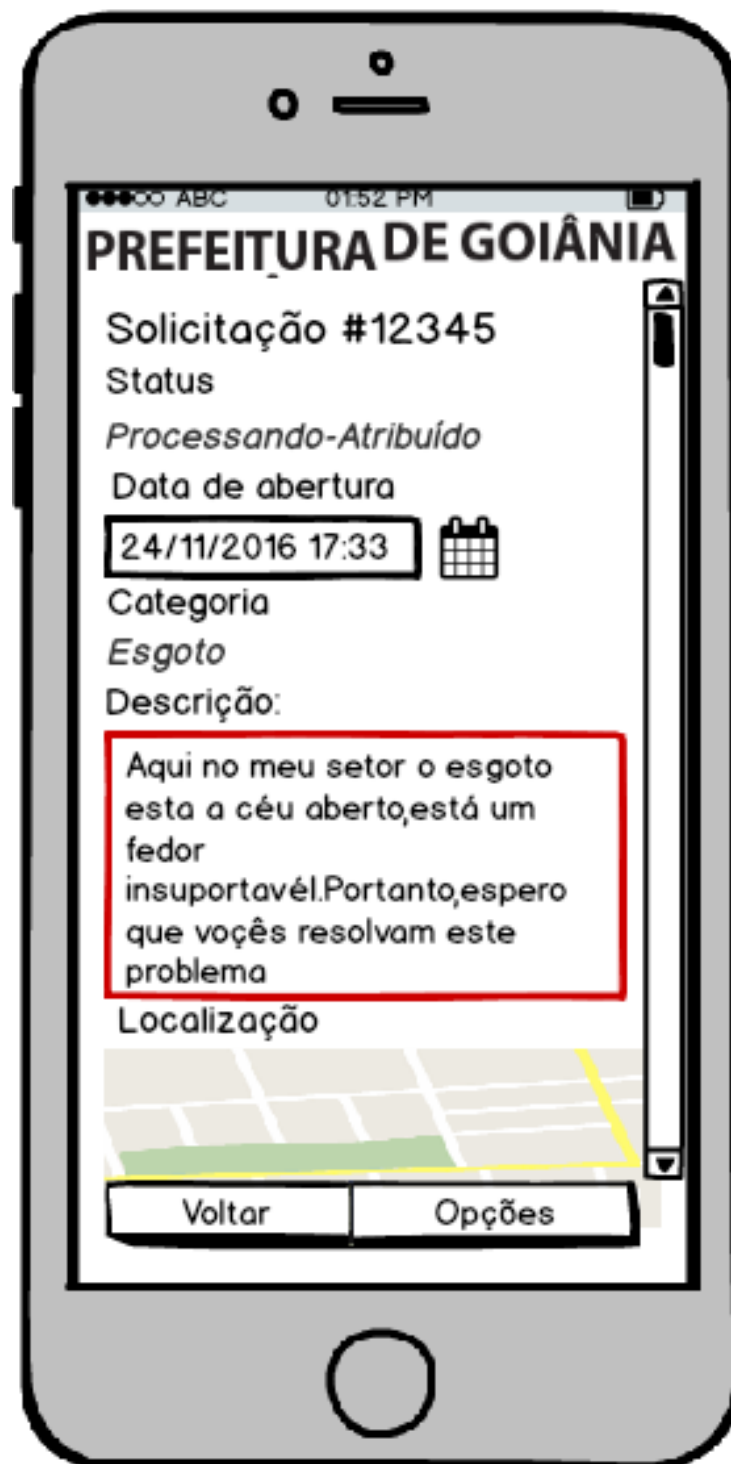 ABC 01:52 PM
PREFEITURA DE GOIÂNIA
Solicitação #12345
Status
Processando-Atribuído
Data de abertura
24/11/2016 17:33
Categoria
Esgoto
Descrição:
Aqui no meu setor o esgoto
esta a céu aberto,está um
fedor
insuportavél.Portanto,espero
que voçês resolvam este
problema
Localização
Voltar Opções